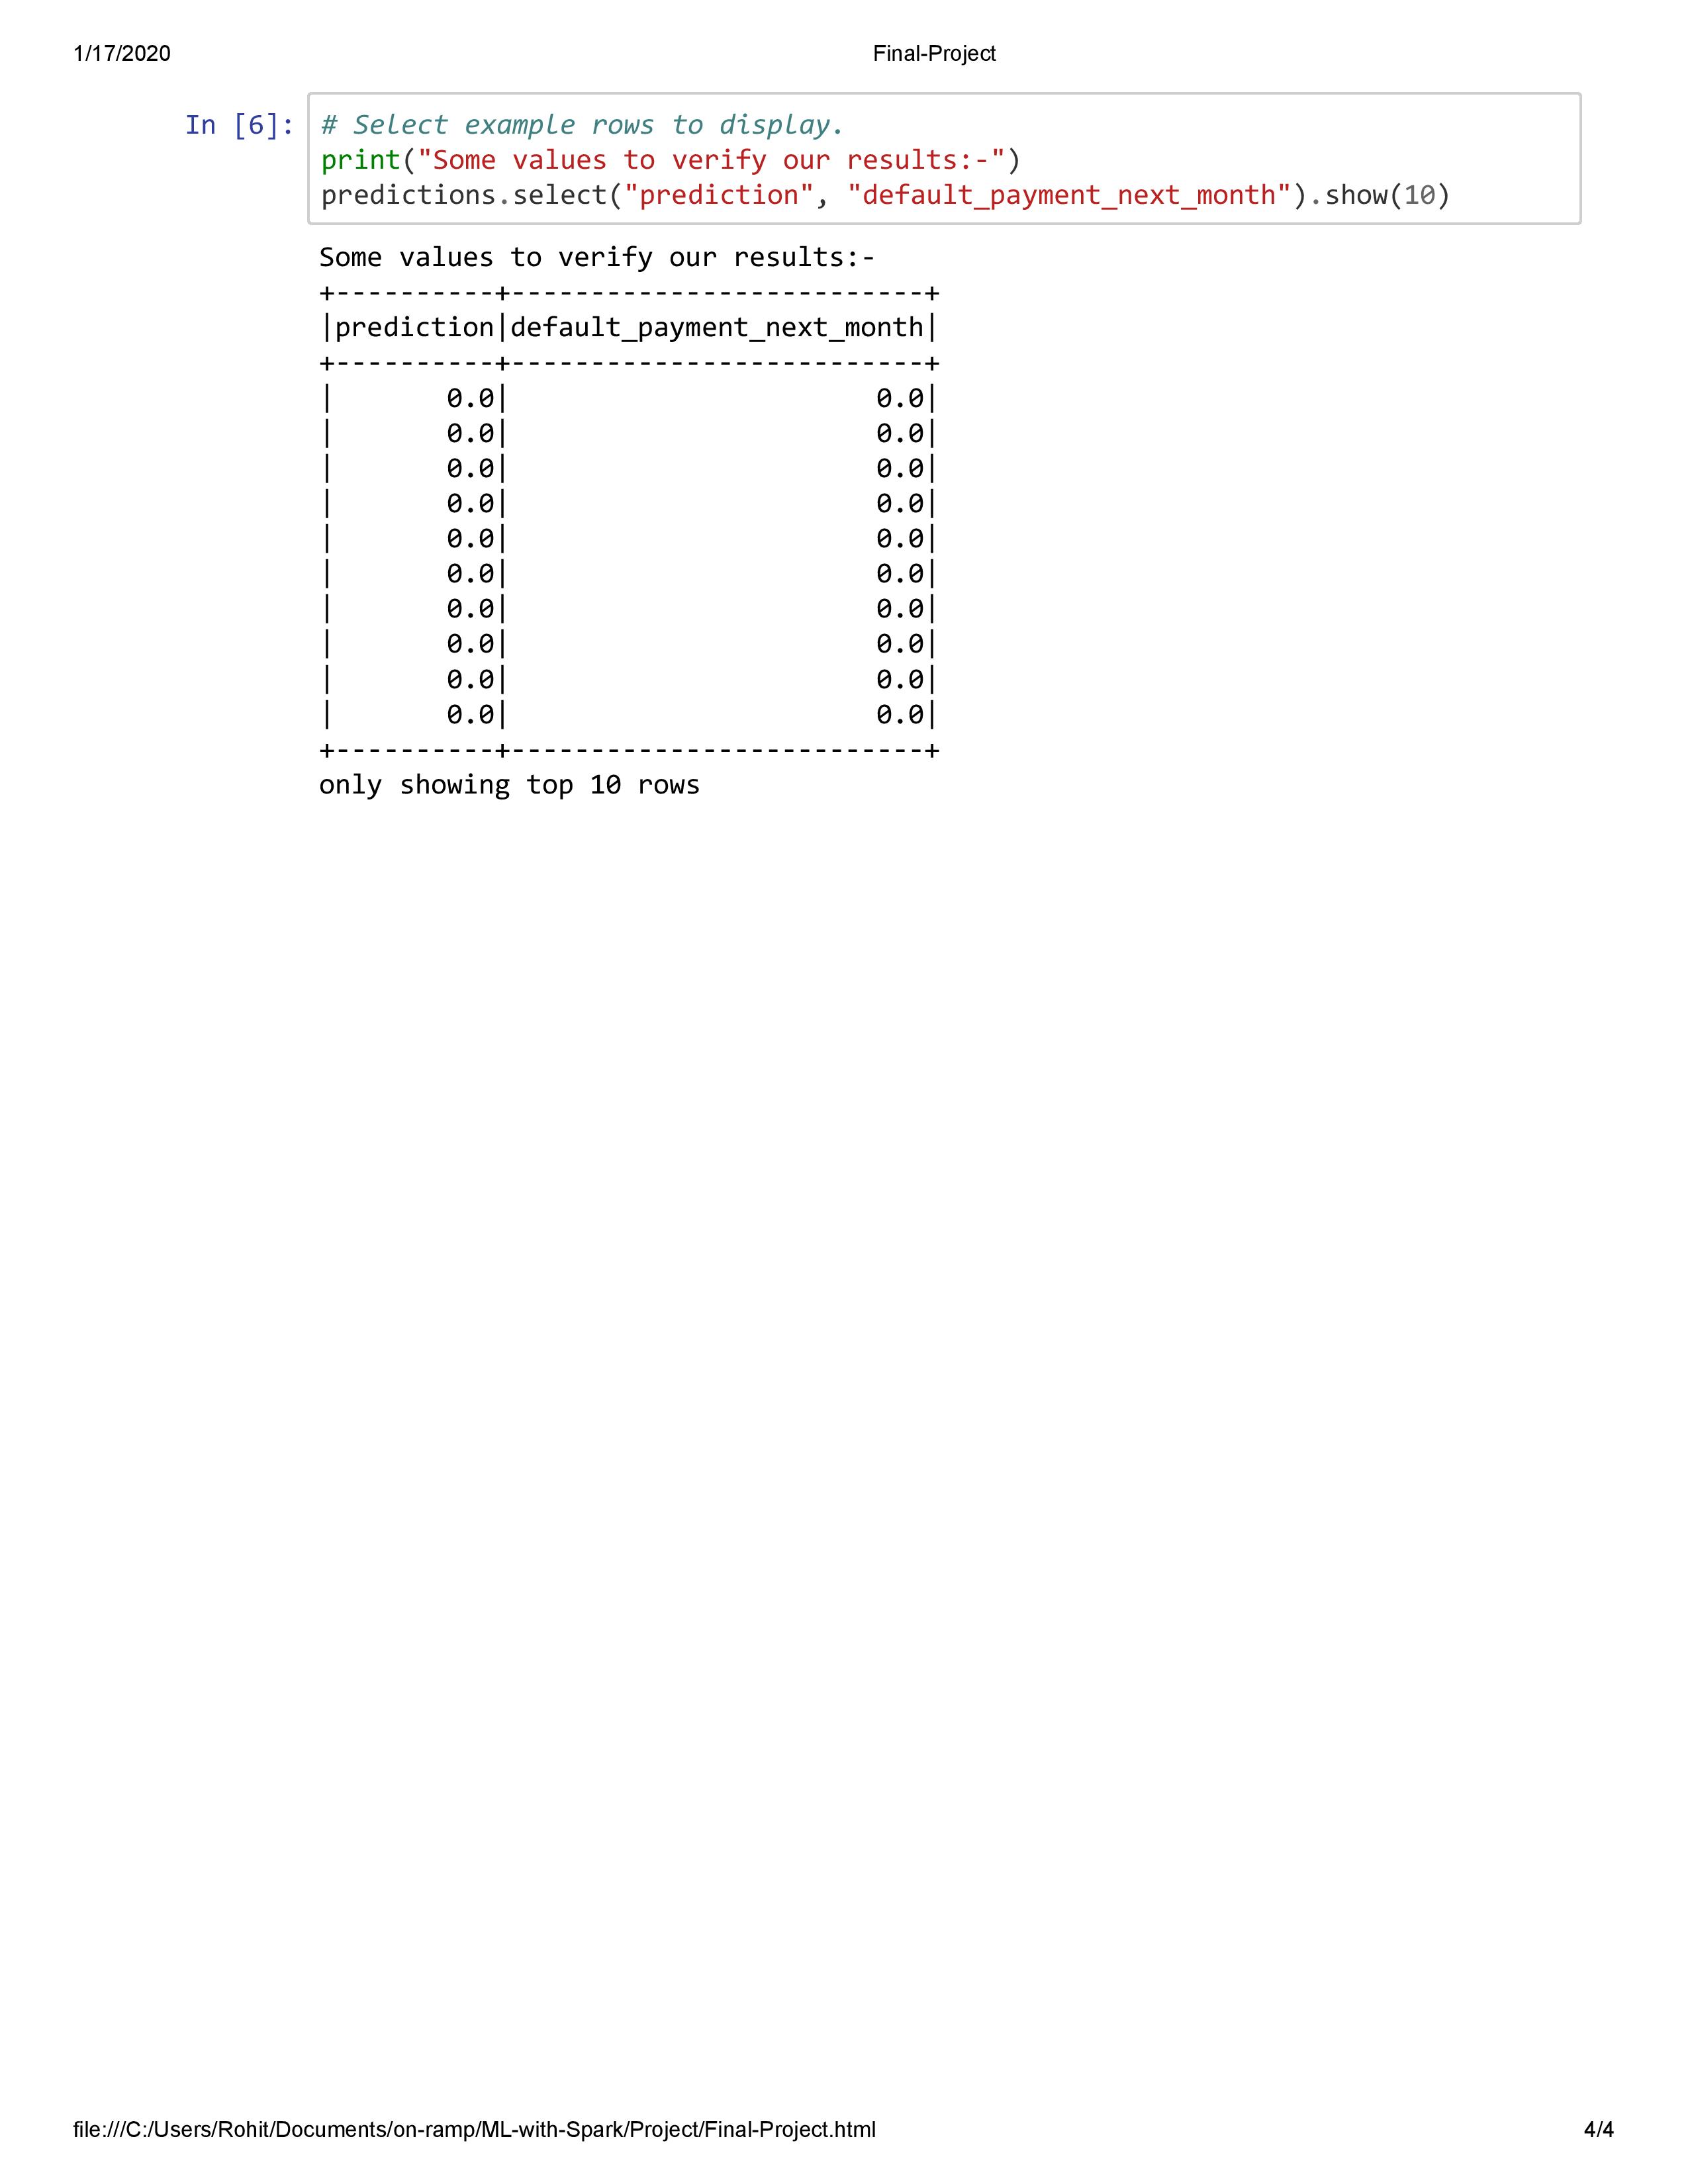 1/17/2020 Final-Project
In [6]: # Select example rows to display.
print("Some values to verify our results:-")
predictions.select("prediction", "default_payment_next_month").show(10)
Some values to verify our results:-
+----------+--------------------------+
|prediction|default_payment_next_month|
+----------+--------------------------+
|       0.0|                       0.0|
|       0.0|                       0.0|
|       0.0|                       0.0|
|       0.0|                       0.0|
|       0.0|                       0.0|
|       0.0|                       0.0|
|       0.0|                       0.0|
|       0.0|                       0.0|
|       0.0|                       0.0|
|       0.0|                       0.0|
+----------+--------------------------+
only showing top 10 rows
file:///C:/Users/Rohit/Documents/on-ramp/ML-with-Spark/Project/Final-Project.html 4/4